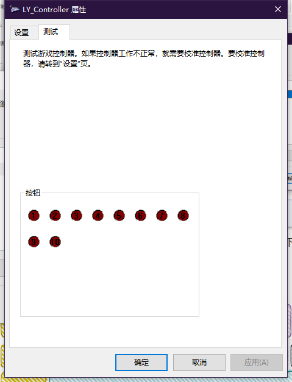 LY_Controller 属性
设置
测试
测试游戏控制器。如果控制器工作不正常，就需要校准控制器。要校准控制
器，请转到“设置”页。
按钮
1 2 3 4 5 6 7 8
9 10
确定
取消
应用(A)